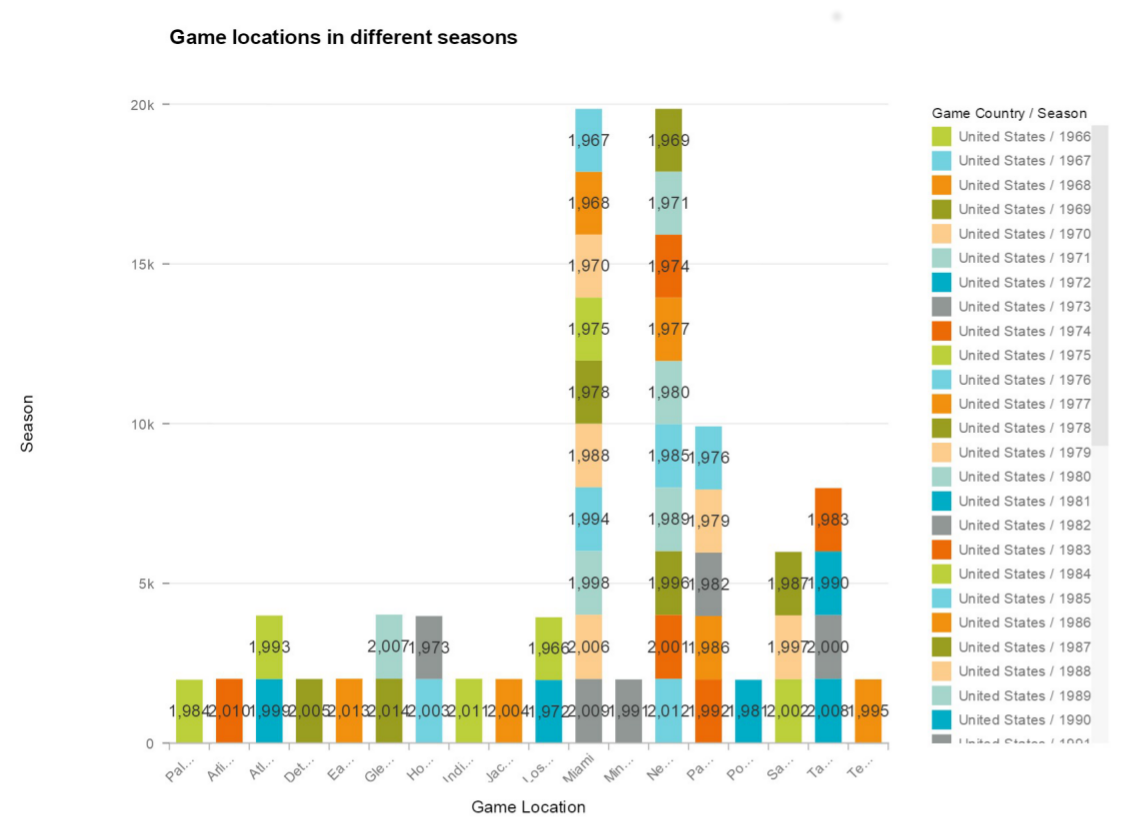 Game locations in different seasons
Season
20k
15k
10k
5k
0
1,967
1,968
1,970
1,975
1,978
1,988
1,994
1,998
2,006
2,009
1,969
1,971
1,974
1,977
1,980
1,985
1,989
1,996
2,001
2,012
1,976
1,979
1,982
1,986
1,992
1,983
1,990
2,000
2,008
1,987
1,997
2,002
1,993
1,999
2,007
2,014
1,973
2,003
1,966
1,972
1,984
2,010
2,005
2,013
2,011
2,004
1,991
1,981
1,995
Pal...
Arli...
Atl...
Det...
Ea...
Gle...
Ho...
Indi...
Jac...
Los...
Miami
Min...
Ne...
Pa...
Po...
Sa...
Ta...
Te...
Game Location
Game Country / Season
United States / 1966
United States / 1967
United States / 1968
United States / 1969
United States / 1970
United States / 1971
United States / 1972
United States / 1973
United States / 1974
United States / 1975
United States / 1976
United States / 1977
United States / 1978
United States / 1979
United States / 1980
United States / 1981
United States / 1982
United States / 1983
United States / 1984
United States / 1985
United States / 1986
United States / 1987
United States / 1988
United States / 1989
United States / 1990
United States / 1991